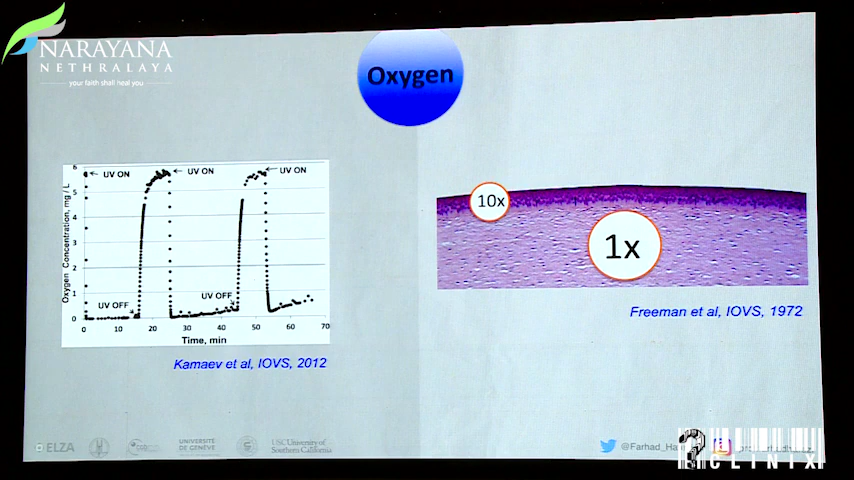 NARAYANA
NETHRALAYA
your faith shall heal you
Oxygen
UV ON
UV ON
UV ON
UV OFF
UV OFF
Oxygen Concentration, mg / L
6
5
4
3
2
1
0
0 10 20 30 40 50 60 70
Time, min
Kamaev et al, IOVS, 2012
10x
1x
Freeman et al, IOVS, 1972
ELZA
UNIVERSITÉ
DE GENÈVE
USC University of
Southern California
CLINIX